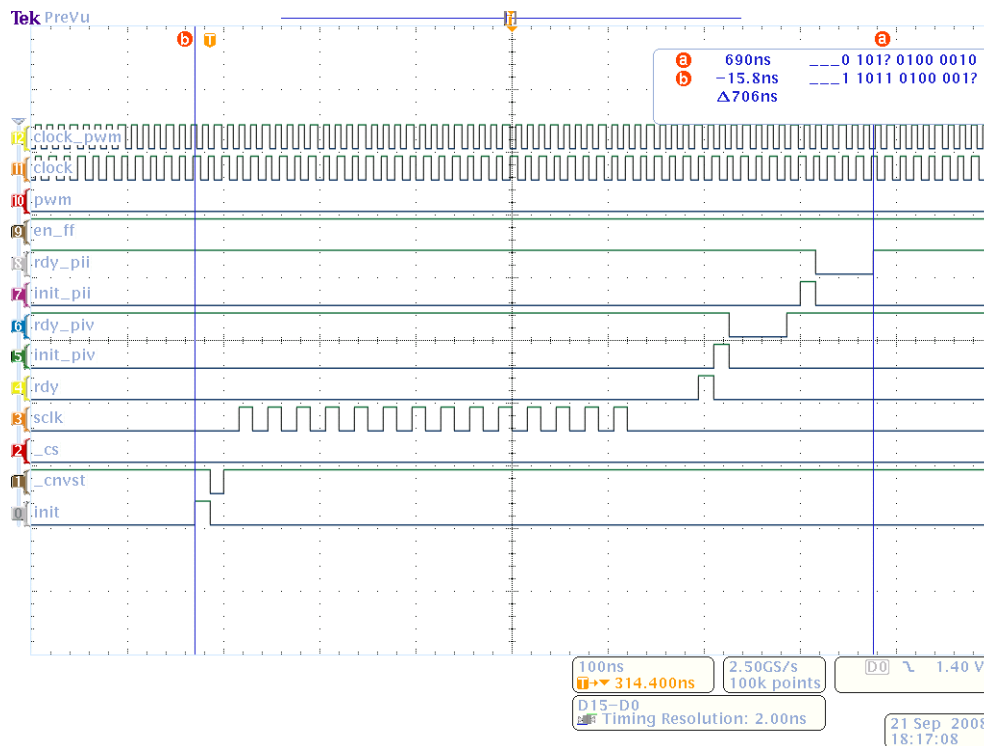 Tek PreVu
b T a
a 690ns ___0 101? 0100 0010
b −15.8ns ___1 1011 0100 001?
Δ706ns
12 clock_pwm
11 clock
10 pwm
9 en_ff
8 rdy_pii
7 init_pii
6 rdy_piv
5 init_piv
4 rdy
3 sclk
2 _cs
1 _cnvst
0 init
100ns 2.50GS/s D0 1.40 V
T→▼ 314.400ns 100k points
D15-D0
Timing Resolution: 2.00ns
21 Sep 2008
18:17:08